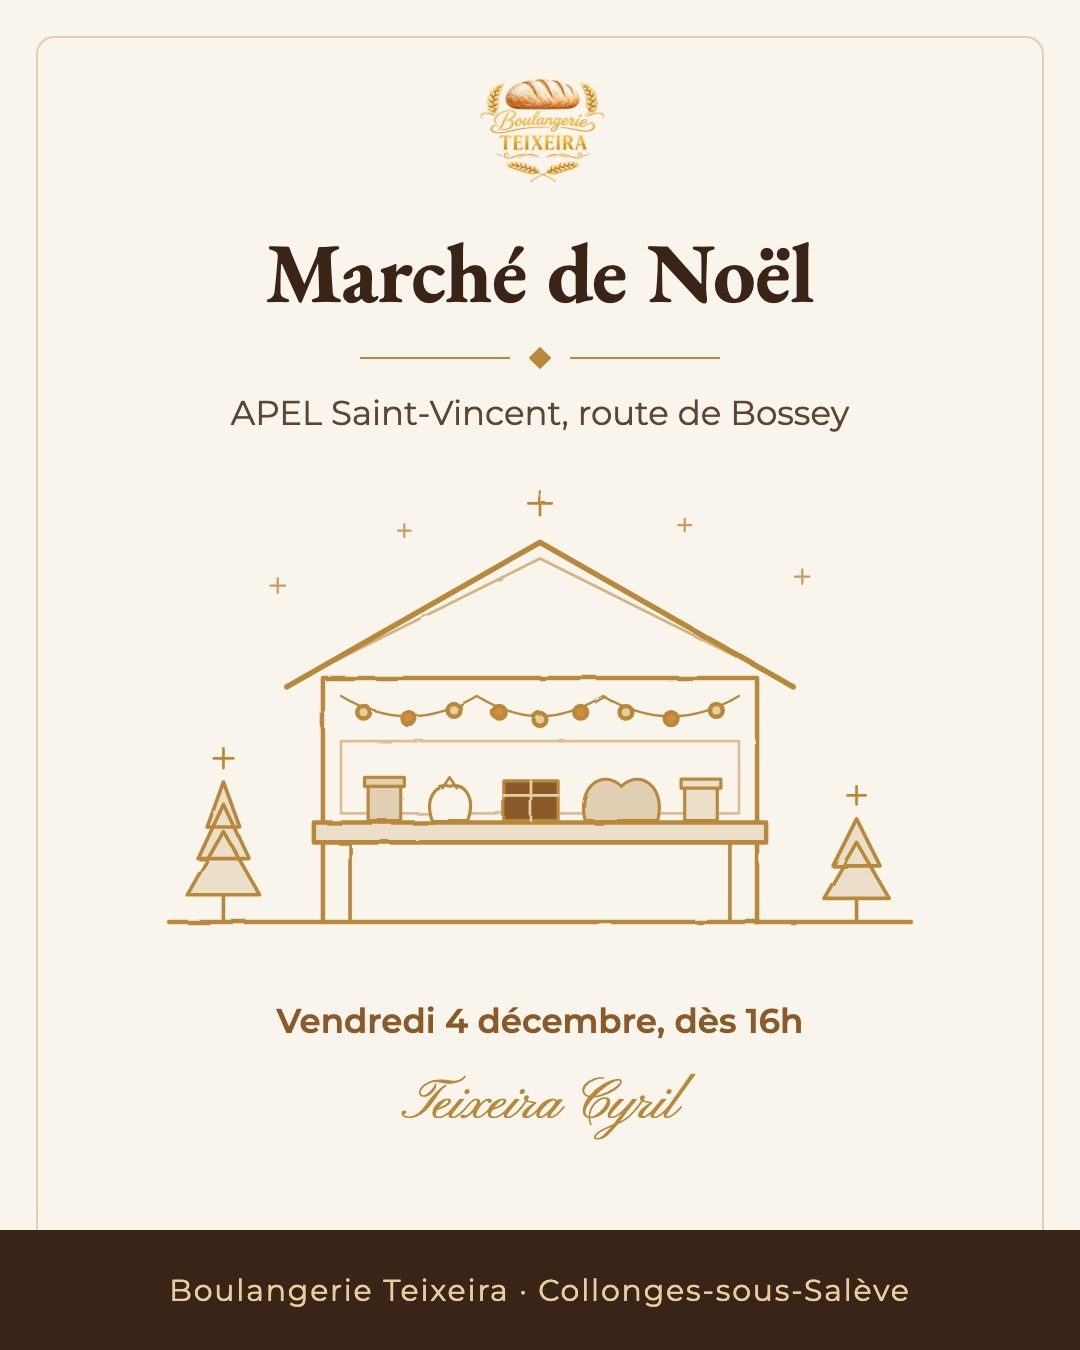 Boulangerie
TEIXEIRA
Marché de Noël
APEL Saint-Vincent, route de Bossey
Vendredi 4 décembre, dès 16h
Teixeira Cyril
Boulangerie Teixeira · Collonges-sous-Salève